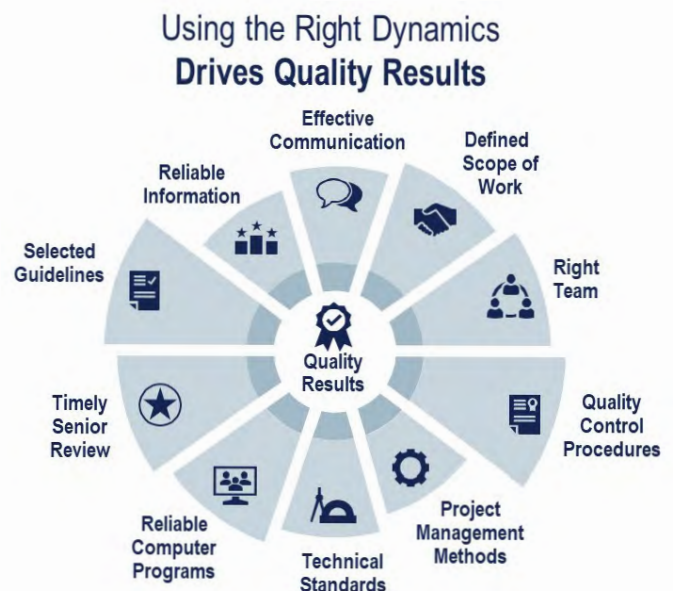 Using the Right Dynamics
Drives Quality Results
Effective
Communication
Defined
Scope of
Work
Right
Team
Quality
Control
Procedures
Project
Management
Methods
Technical
Standards
Reliable
Computer
Programs
Timely
Senior
Review
Selected
Guidelines
Reliable
Information
Quality
Results